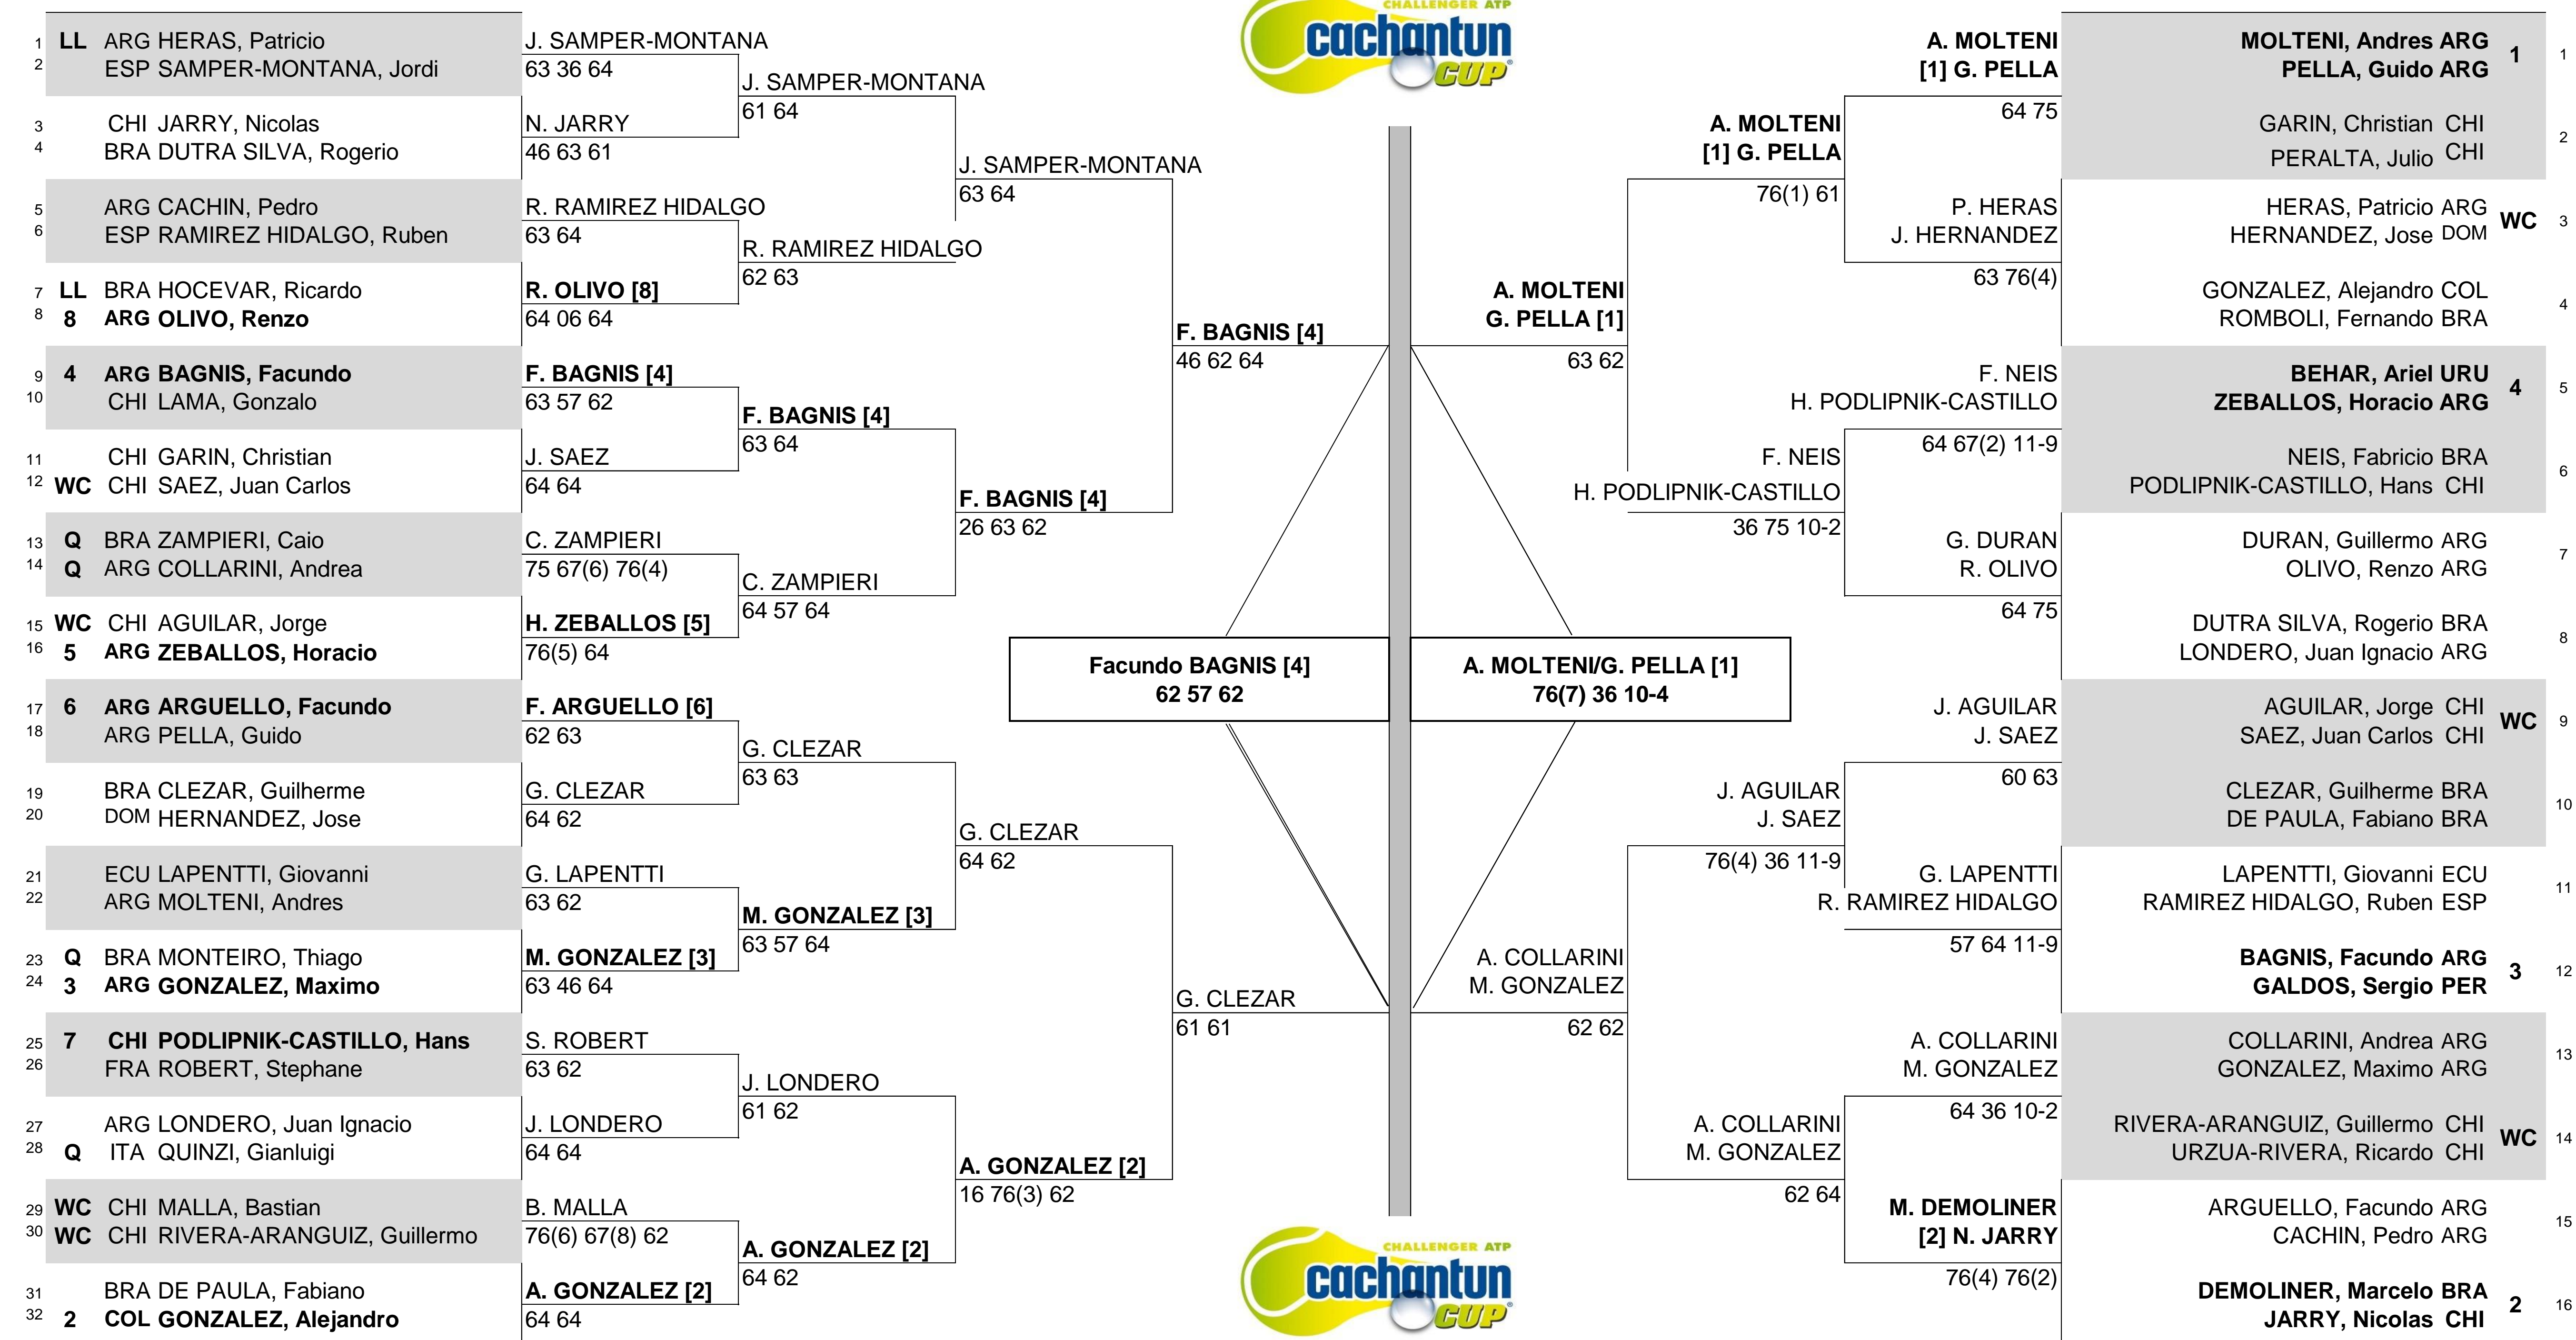 CHALLENGER ATP
cachantun
CUP
1 LL ARG HERAS, Patricio
2 ESP SAMPER-MONTANA, Jordi
3 CHI JARRY, Nicolas
4 BRA DUTRA SILVA, Rogerio
5 ARG CACHIN, Pedro
6 ESP RAMIREZ HIDALGO, Ruben
7 LL BRA HOCEVAR, Ricardo
8 8 ARG OLIVO, Renzo
9 4 ARG BAGNIS, Facundo
10 CHI LAMA, Gonzalo
11 CHI GARIN, Christian
12 WC CHI SAEZ, Juan Carlos
13 Q BRA ZAMPIERI, Caio
14 Q ARG COLLARINI, Andrea
15 WC CHI AGUILAR, Jorge
16 5 ARG ZEBALLOS, Horacio
17 6 ARG ARGUELLO, Facundo
18 ARG PELLA, Guido
19 BRA CLEZAR, Guilherme
20 DOM HERNANDEZ, Jose
21 ECU LAPENTTI, Giovanni
22 ARG MOLTENI, Andres
23 Q BRA MONTEIRO, Thiago
24 3 ARG GONZALEZ, Maximo
25 7 CHI PODLIPNIK-CASTILLO, Hans
26 FRA ROBERT, Stephane
27 ARG LONDERO, Juan Ignacio
28 Q ITA QUINZI, Gianluigi
29 WC CHI MALLA, Bastian
30 WC CHI RIVERA-ARANGUIZ, Guillermo
31 BRA DE PAULA, Fabiano
32 2 COL GONZALEZ, Alejandro
J. SAMPER-MONTANA
63 36 64
N. JARRY
46 63 61
R. RAMIREZ HIDALGO
63 64
R. OLIVO [8]
64 06 64
F. BAGNIS [4]
63 57 62
J. SAEZ
64 64
C. ZAMPIERI
75 67(6) 76(4)
H. ZEBALLOS [5]
76(5) 64
F. ARGUELLO [6]
62 63
G. CLEZAR
64 62
G. LAPENTTI
63 62
M. GONZALEZ [3]
63 46 64
S. ROBERT
63 62
J. LONDERO
64 64
B. MALLA
76(6) 67(8) 62
A. GONZALEZ [2]
64 64
J. SAMPER-MONTANA
61 64
R. RAMIREZ HIDALGO
62 63
F. BAGNIS [4]
63 64
C. ZAMPIERI
64 57 64
G. CLEZAR
63 63
M. GONZALEZ [3]
63 57 64
J. LONDERO
61 62
A. GONZALEZ [2]
64 62
J. SAMPER-MONTANA
63 64
F. BAGNIS [4]
26 63 62
G. CLEZAR
64 62
A. GONZALEZ [2]
16 76(3) 62
F. BAGNIS [4]
46 62 64
G. CLEZAR
61 61
Facundo BAGNIS [4]
62 57 62
A. MOLTENI/G. PELLA [1]
76(7) 36 10-4
A. MOLTENI
G. PELLA [1]
63 62
A. COLLARINI
M. GONZALEZ
62 62
A. MOLTENI
[1] G. PELLA
76(1) 61
F. NEIS
H. PODLIPNIK-CASTILLO
36 75 10-2
J. AGUILAR
J. SAEZ
76(4) 36 11-9
A. COLLARINI
M. GONZALEZ
62 64
A. MOLTENI
[1] G. PELLA
64 75
P. HERAS
J. HERNANDEZ
63 76(4)
F. NEIS
H. PODLIPNIK-CASTILLO
64 67(2) 11-9
G. DURAN
R. OLIVO
64 75
J. AGUILAR
J. SAEZ
60 63
G. LAPENTTI
R. RAMIREZ HIDALGO
57 64 11-9
A. COLLARINI
M. GONZALEZ
64 36 10-2
M. DEMOLINER
[2] N. JARRY
76(4) 76(2)
MOLTENI, Andres ARG
PELLA, Guido ARG 1 1
GARIN, Christian CHI
PERALTA, Julio CHI 2
HERAS, Patricio ARG
HERNANDEZ, Jose DOM WC 3
GONZALEZ, Alejandro COL
ROMBOLI, Fernando BRA 4
BEHAR, Ariel URU
ZEBALLOS, Horacio ARG 4 5
NEIS, Fabricio BRA
PODLIPNIK-CASTILLO, Hans CHI 6
DURAN, Guillermo ARG
OLIVO, Renzo ARG 7
DUTRA SILVA, Rogerio BRA
LONDERO, Juan Ignacio ARG 8
AGUILAR, Jorge CHI
SAEZ, Juan Carlos CHI WC 9
CLEZAR, Guilherme BRA
DE PAULA, Fabiano BRA 10
LAPENTTI, Giovanni ECU
RAMIREZ HIDALGO, Ruben ESP 11
BAGNIS, Facundo ARG
GALDOS, Sergio PER 3 12
COLLARINI, Andrea ARG
GONZALEZ, Maximo ARG 13
RIVERA-ARANGUIZ, Guillermo CHI
URZUA-RIVERA, Ricardo CHI WC 14
ARGUELLO, Facundo ARG
CACHIN, Pedro ARG 15
DEMOLINER, Marcelo BRA
JARRY, Nicolas CHI 2 16
CHALLENGER ATP
cachantun
CUP